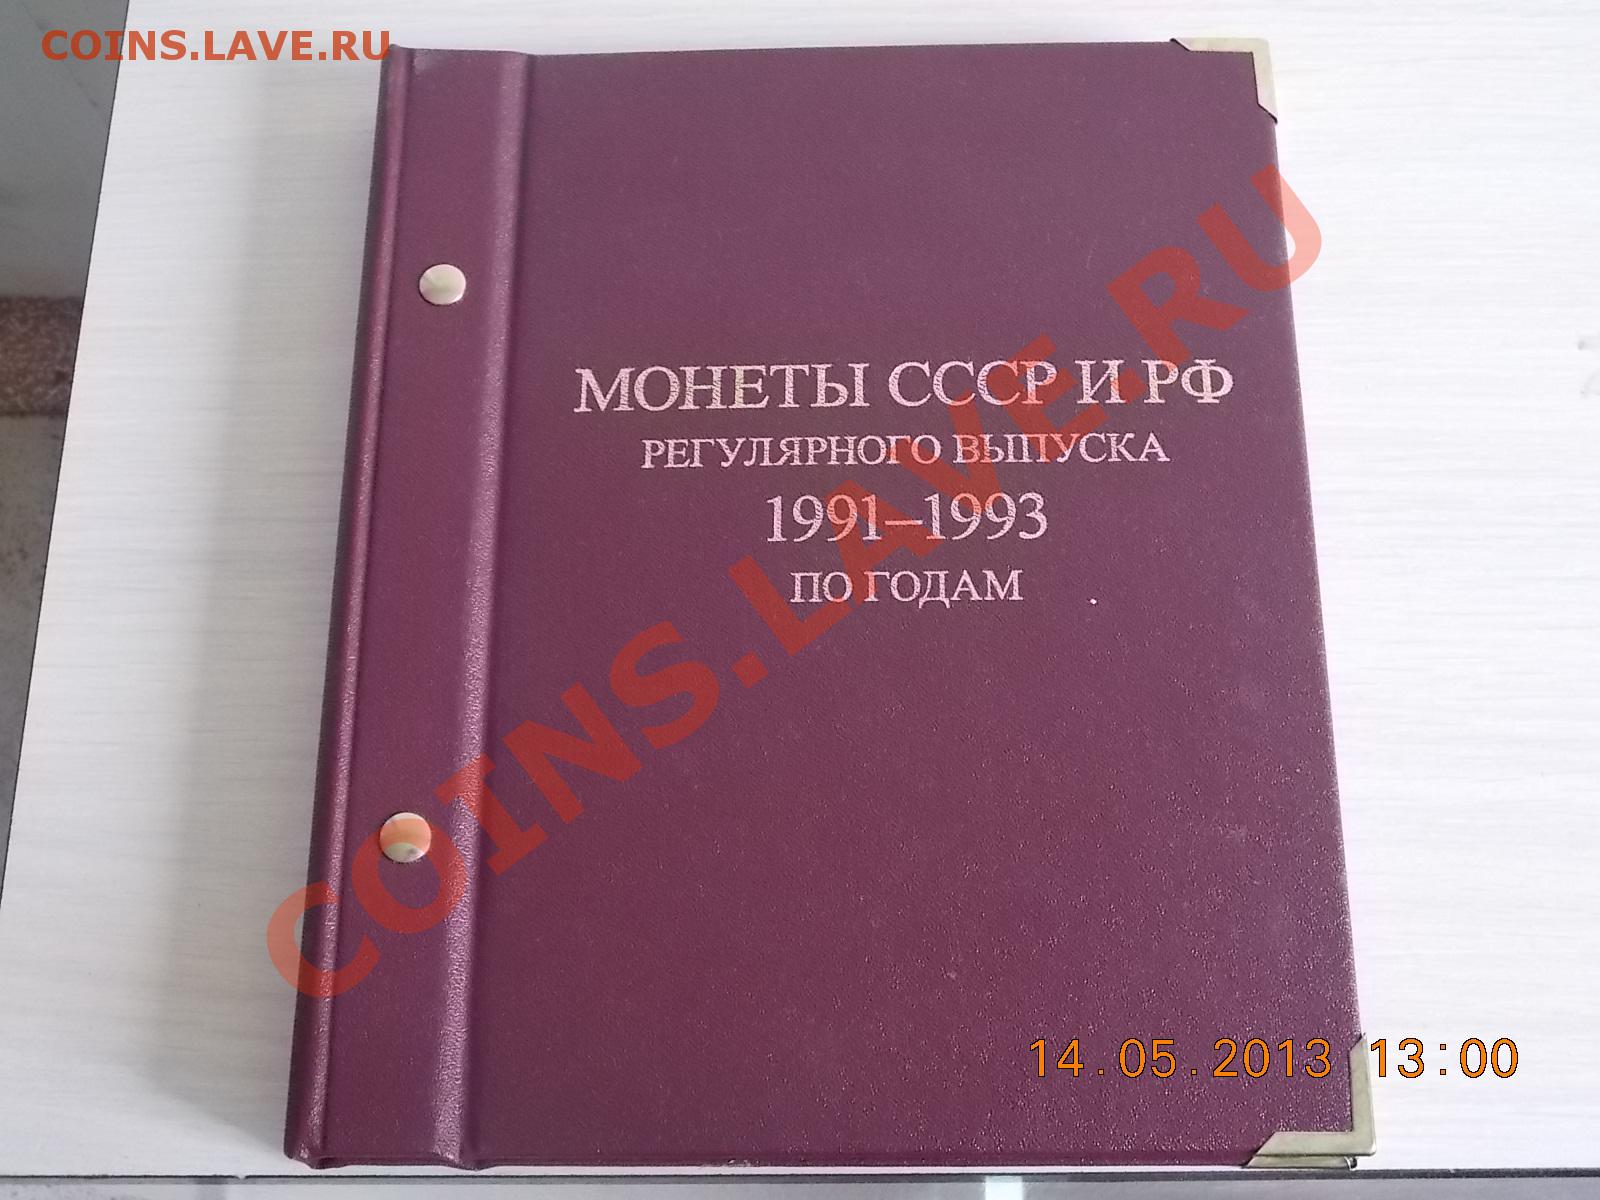 COINS.LAVE.RU
МОНЕТЫ СССР И РФ
РЕГУЛЯРНОГО ВЫПУСКА
1991–1993
ПО ГОДАМ
COINS.LAVE.RU
14.05.2013 13:00